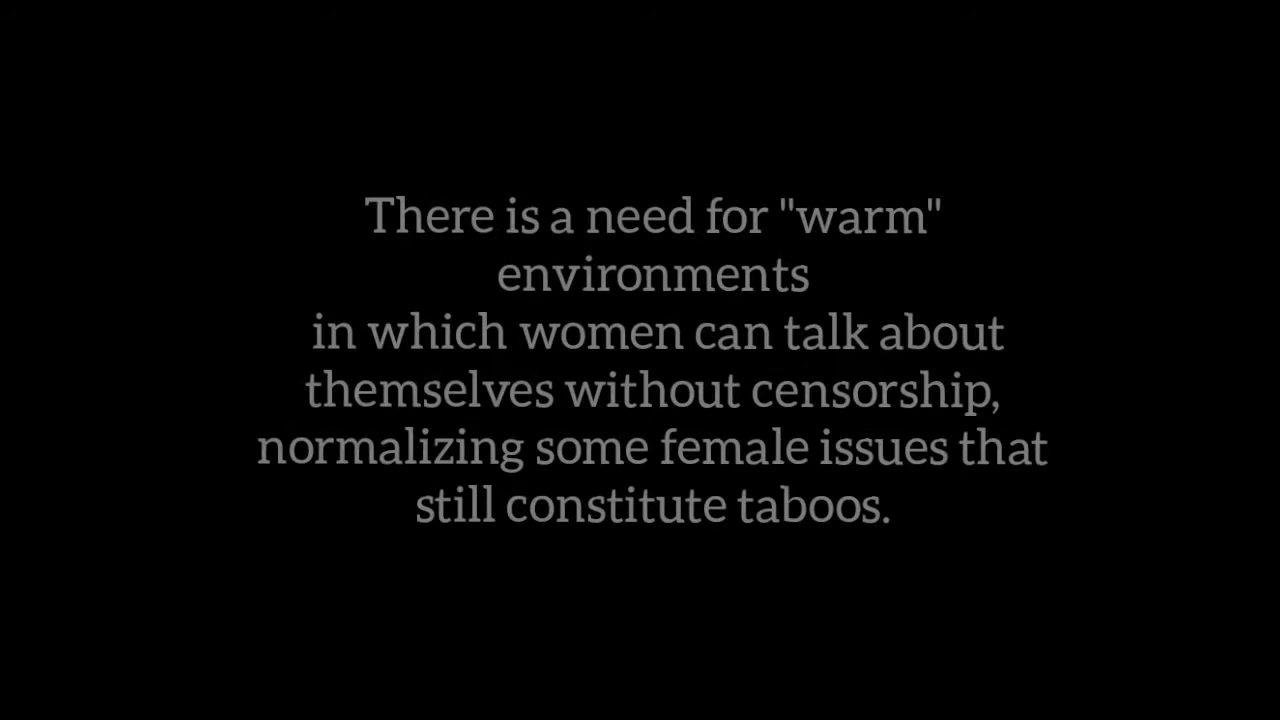 There is a need for "warm"
environments
in which women can talk about
themselves without censorship,
normalizing some female issues that
still constitute taboos.